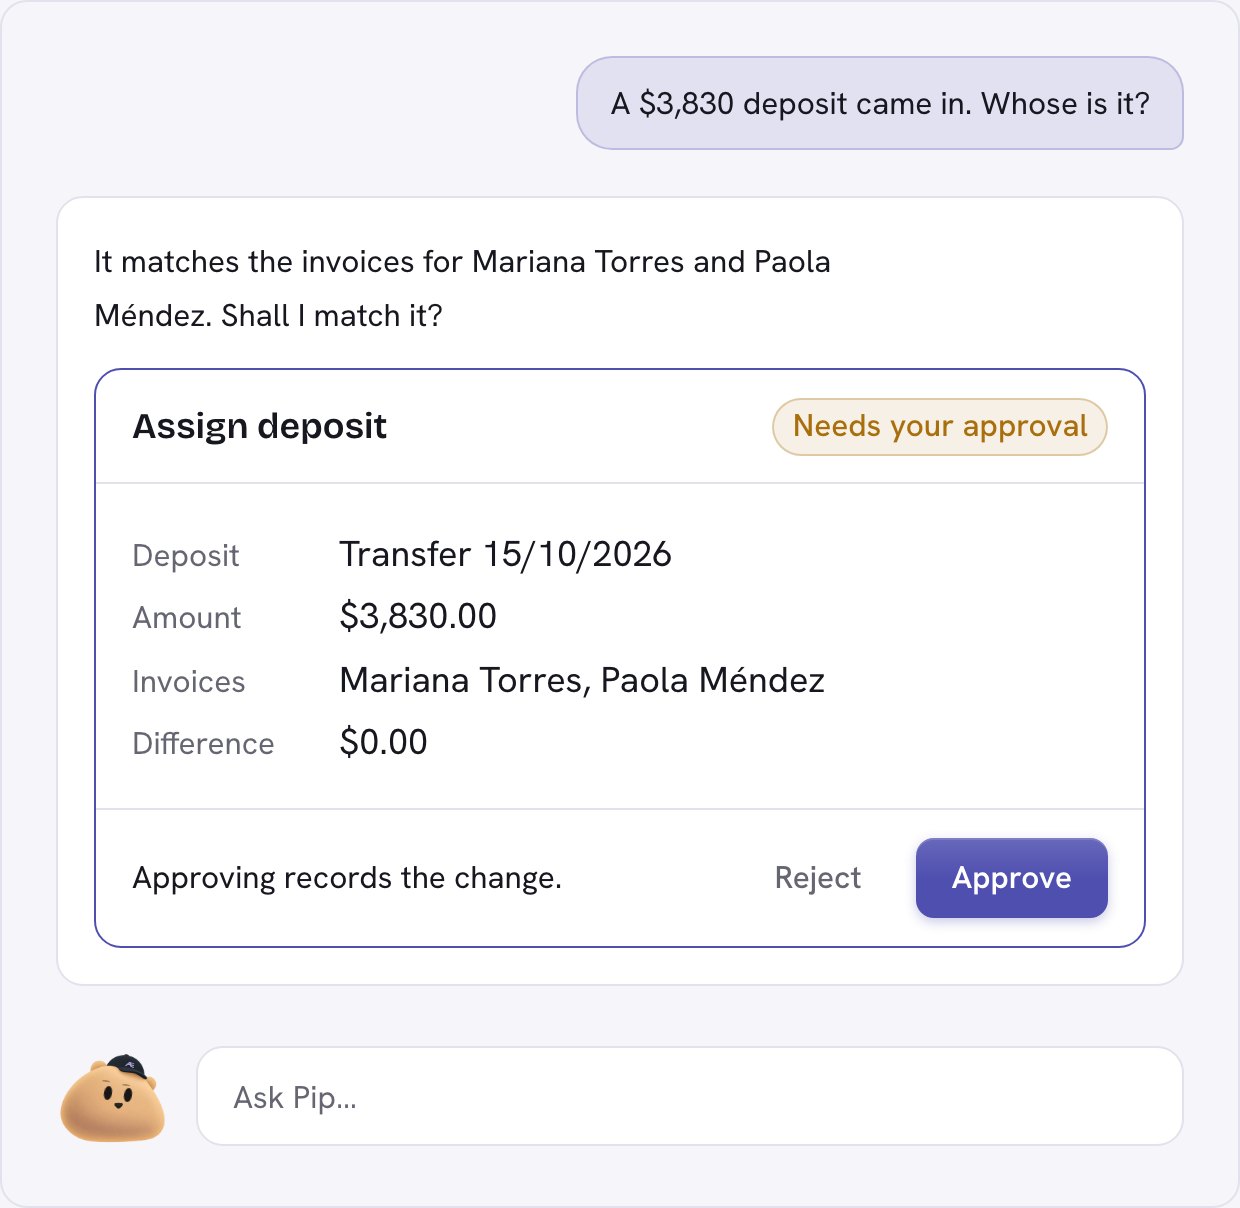 A $3,830 deposit came in. Whose is it?
It matches the invoices for Mariana Torres and Paola
Méndez. Shall I match it?
Assign deposit
Needs your approval
Deposit
Transfer 15/10/2026
Amount
$3,830.00
Invoices
Mariana Torres, Paola Méndez
Difference
$0.00
Approving records the change.
Reject
Approve
Ask Pip...